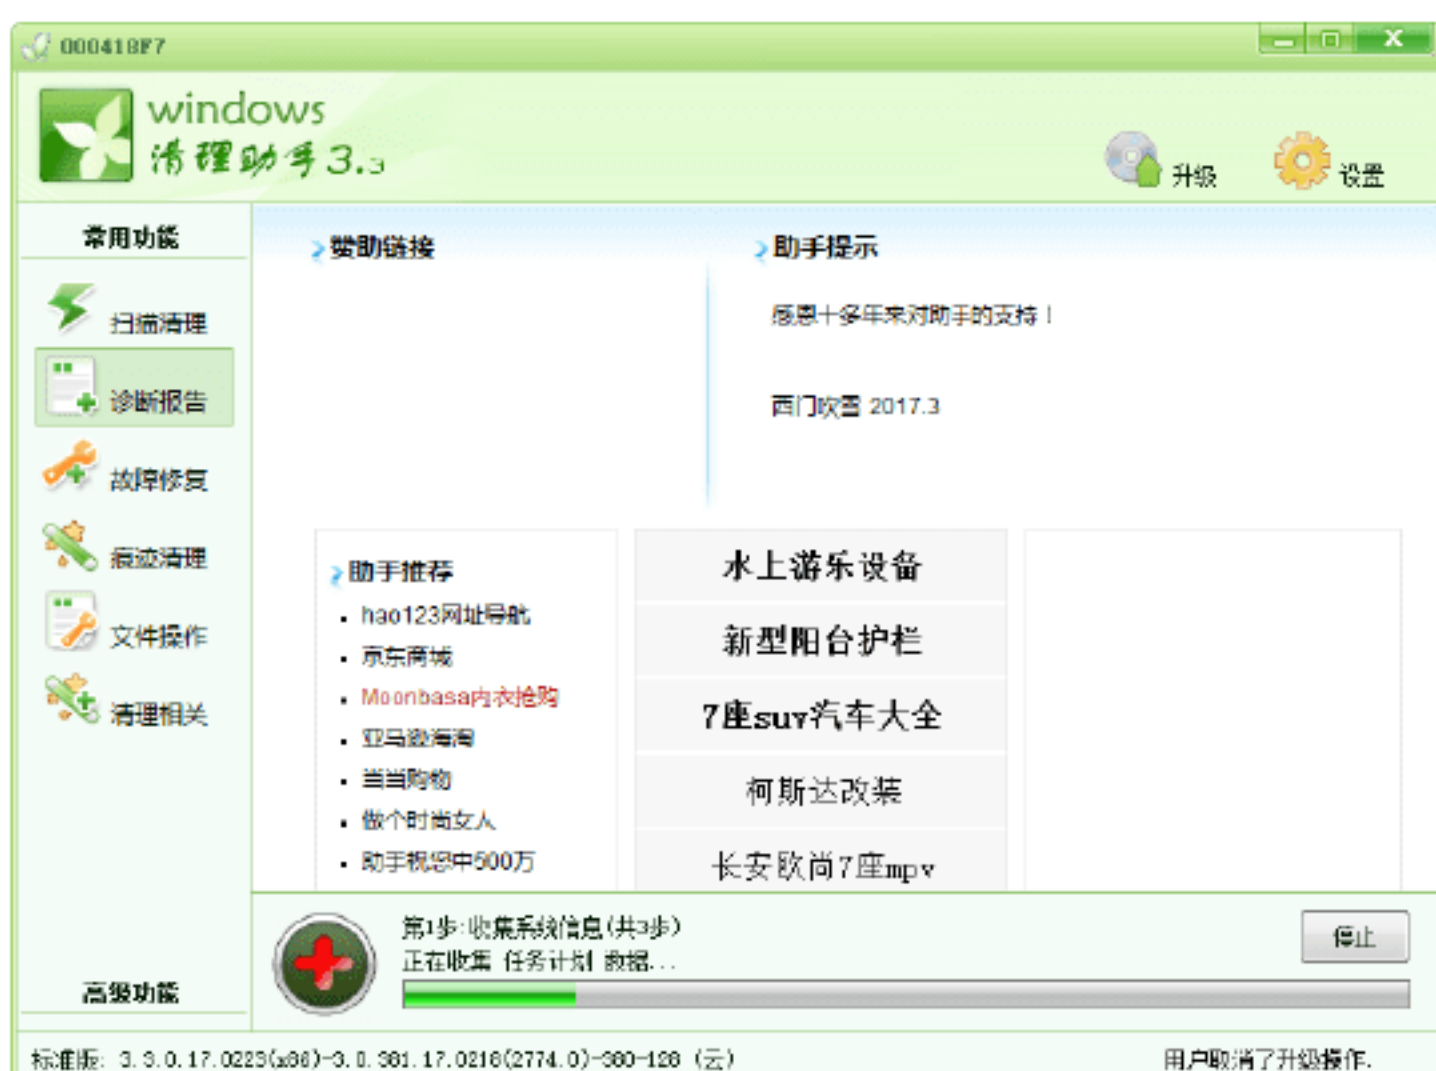 000418F7
windows
清理助手3.3
升级
设置
常用功能
扫描清理
诊断报告
故障修复
痕迹清理
文件操作
清理相关
高级功能
赞助链接
助手提示
感恩十多年来对助手的支持！
西门吹雪 2017.3
助手推荐
hao123网址导航
京东商城
Moonbasa内衣抢购
亚马逊海淘
当当购物
做个时尚女人
助手祝您中500万
水上游乐设备
新型阳台护栏
7座suv汽车大全
柯斯达改装
长安欧尚7座mpv
第1步:收集系统信息(共3步)
正在收集 任务计划 数据...
停止
标准版: 3.3.0.17.0223(x86)-3.0.381.17.0216(2774.0)-360-126 (云)
用户取消了升级操作.